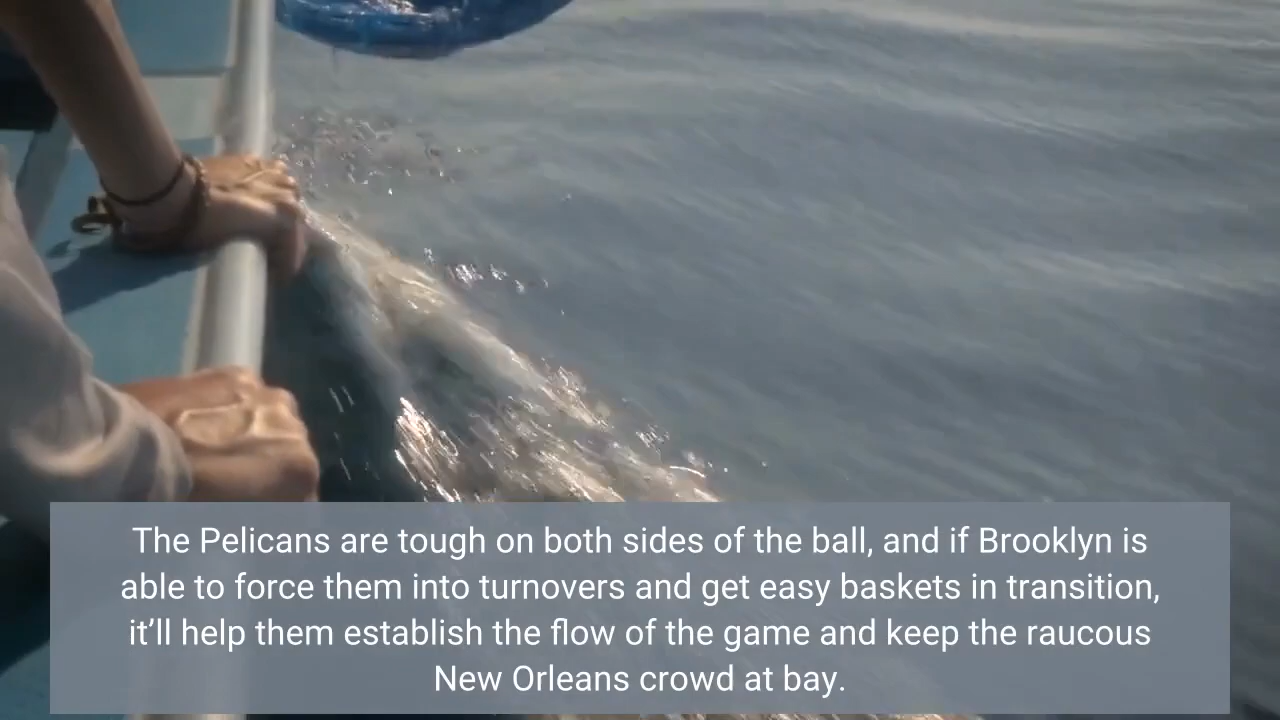 The Pelicans are tough on both sides of the ball, and if Brooklyn is
able to force them into turnovers and get easy baskets in transition,
it’ll help them establish the flow of the game and keep the raucous
New Orleans crowd at bay.